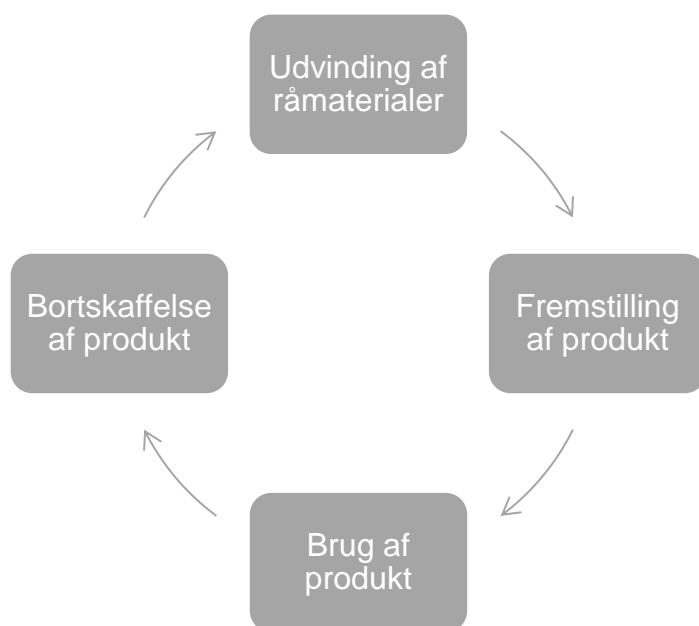 Udvinding af
råmaterialer
Fremstilling
af produkt
Brug af
produkt
Bortskaffelse
af produkt